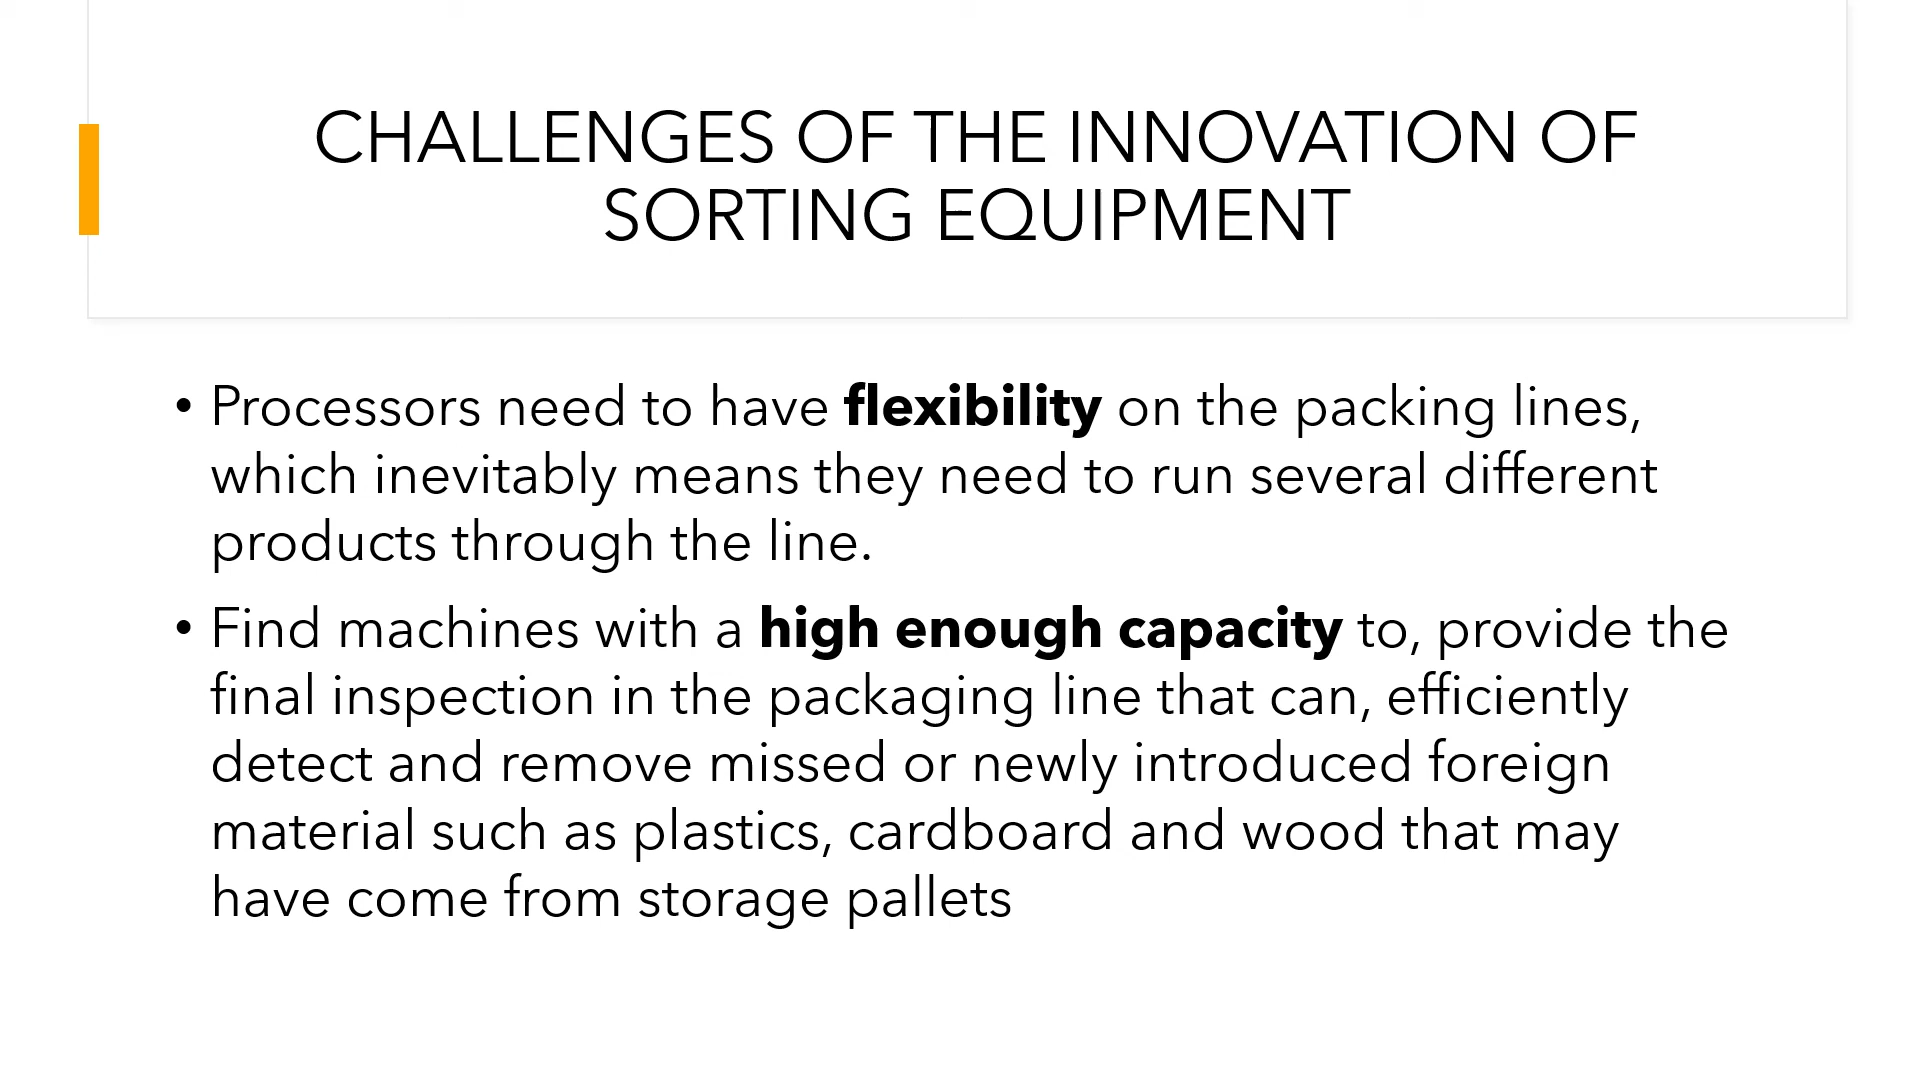 CHALLENGES OF THE INNOVATION OF
SORTING EQUIPMENT
• Processors need to have flexibility on the packing lines,
which inevitably means they need to run several different
products through the line.
• Find machines with a high enough capacity to, provide the
final inspection in the packaging line that can, efficiently
detect and remove missed or newly introduced foreign
material such as plastics, cardboard and wood that may
have come from storage pallets